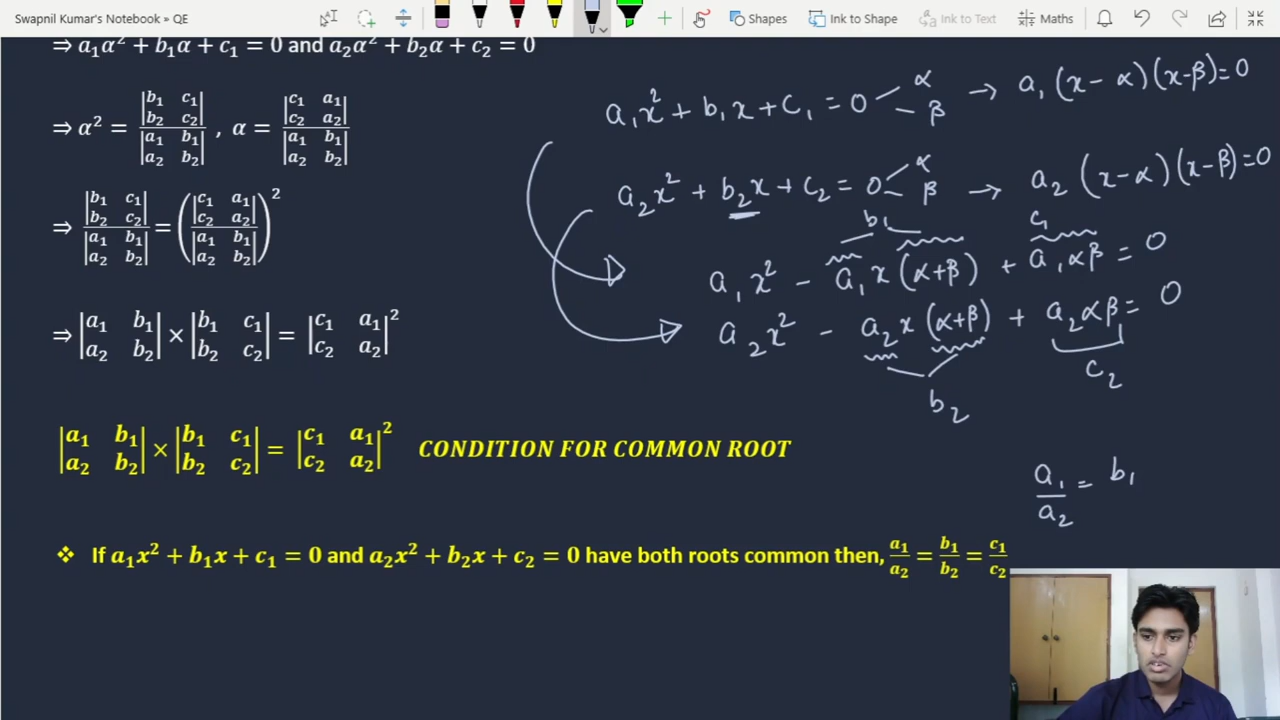 Swapnil Kumar's Notebook » QE
Shapes Ink to Shape Ink to Text Maths
⇒ a₁α² + b₁α + c₁ = 0 and a₂α² + b₂α + c₂ = 0
⇒ α² = |b₁ c₁; b₂ c₂| / |a₁ b₁; a₂ b₂| , α = |c₁ a₁; c₂ a₂| / |a₁ b₁; a₂ b₂|
⇒ |b₁ c₁; b₂ c₂| / |a₁ b₁; a₂ b₂| = (|c₁ a₁; c₂ a₂| / |a₁ b₁; a₂ b₂|)²
⇒ |a₁ b₁; a₂ b₂| × |b₁ c₁; b₂ c₂| = |c₁ a₁; c₂ a₂|²
|a₁ b₁; a₂ b₂| × |b₁ c₁; b₂ c₂| = |c₁ a₁; c₂ a₂|² CONDITION FOR COMMON ROOT
❖ If a₁x² + b₁x + c₁ = 0 and a₂x² + b₂x + c₂ = 0 have both roots common then, a₁/a₂ = b₁/b₂ = c₁/c₂
a₁x² + b₁x + c₁ = 0 α β → a₁(x-α)(x-β)=0
a₂x² + b₂x + c₂ = 0 α β → a₂(x-α)(x-β)=0
b₁ c₁
a₁x² - a₁x(α+β) + a₁αβ = 0
a₂x² - a₂x(α+β) + a₂αβ = 0
b₂ c₂
a₁/a₂ = b₁